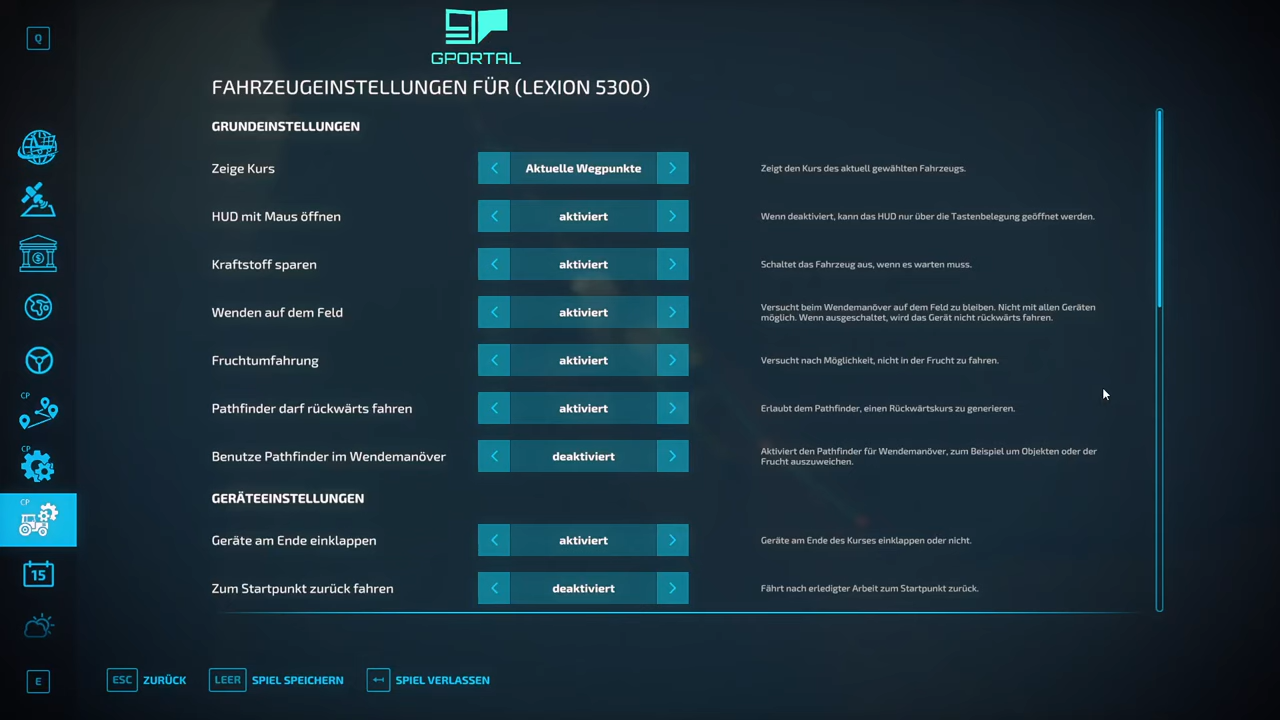 Q
GPORTAL
FAHRZEUGEINSTELLUNGEN FÜR (LEXION 5300)
GRUNDEINSTELLUNGEN
Zeige Kurs
Aktuelle Wegpunkte
Zeigt den Kurs des aktuell gewählten Fahrzeugs.
HUD mit Maus öffnen
aktiviert
Wenn deaktiviert, kann das HUD nur über die Tastenbelegung geöffnet werden.
Kraftstoff sparen
aktiviert
Schaltet das Fahrzeug aus, wenn es warten muss.
Wenden auf dem Feld
aktiviert
Versucht beim Wendemanöver auf dem Feld zu bleiben. Nicht mit allen Geräten
möglich. Wenn ausgeschaltet, wird das Gerät nicht rückwärts fahren.
Fruchtumfahrung
aktiviert
Versucht nach Möglichkeit, nicht in der Frucht zu fahren.
CP
Pathfinder darf rückwärts fahren
aktiviert
Erlaubt dem Pathfinder, einen Rückwärtskurs zu generieren.
CP
Benutze Pathfinder im Wendemanöver
deaktiviert
Aktiviert den Pathfinder für Wendemanöver, zum Beispiel um Objekten oder der
Frucht auszuweichen.
CP
GERÄTEEINSTELLUNGEN
Geräte am Ende einklappen
aktiviert
Geräte am Ende des Kurses einklappen oder nicht.
15
Zum Startpunkt zurück fahren
deaktiviert
Fährt nach erledigter Arbeit zum Startpunkt zurück.
E
ESC ZURÜCK
LEER SPIEL SPEICHERN
SPIEL VERLASSEN